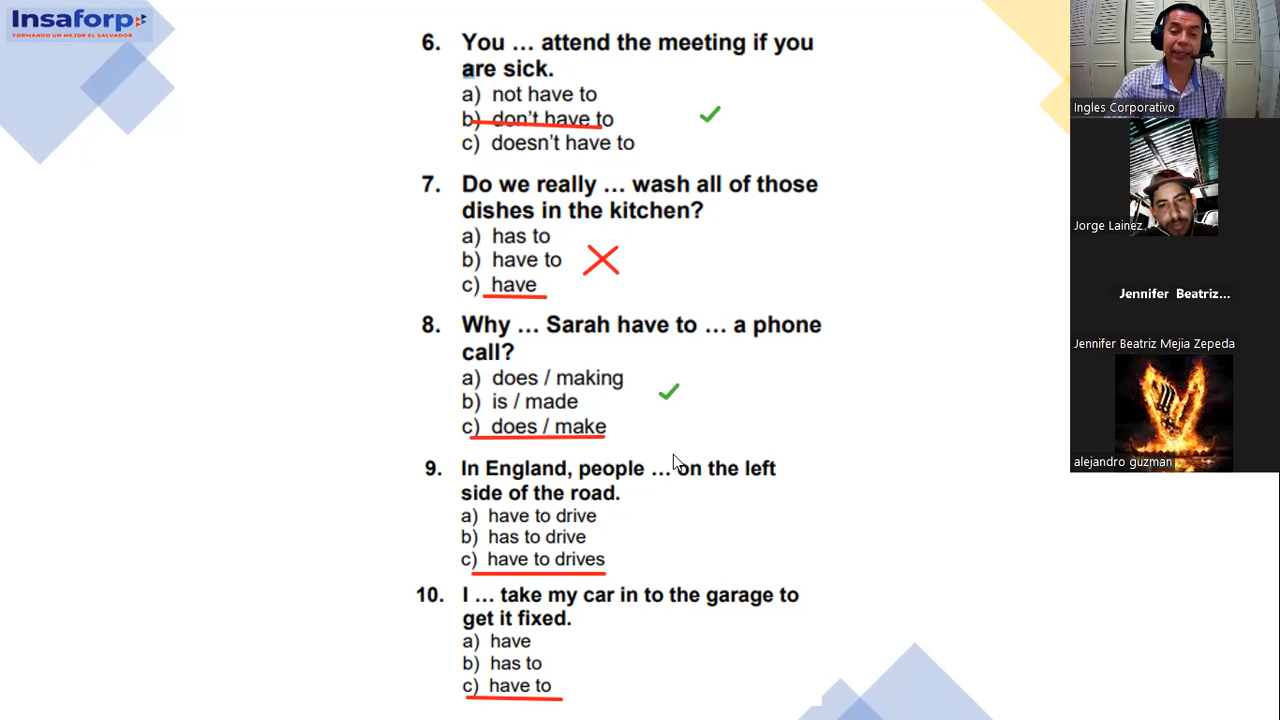 Insaforp
FORMANDO UN MEJOR EL SALVADOR
6. You … attend the meeting if you
are sick.
a) not have to
b) don't have to
c) doesn't have to
7. Do we really … wash all of those
dishes in the kitchen?
a) has to
b) have to
c) have
8. Why … Sarah have to … a phone
call?
a) does / making
b) is / made
c) does / make
9. In England, people … on the left
side of the road.
a) have to drive
b) has to drive
c) have to drives
10. I … take my car in to the garage to
get it fixed.
a) have
b) has to
c) have to
Ingles Corporativo
Jorge Lainez
Jennifer Beatriz...
Jennifer Beatriz Mejia Zepeda
alejandro guzman